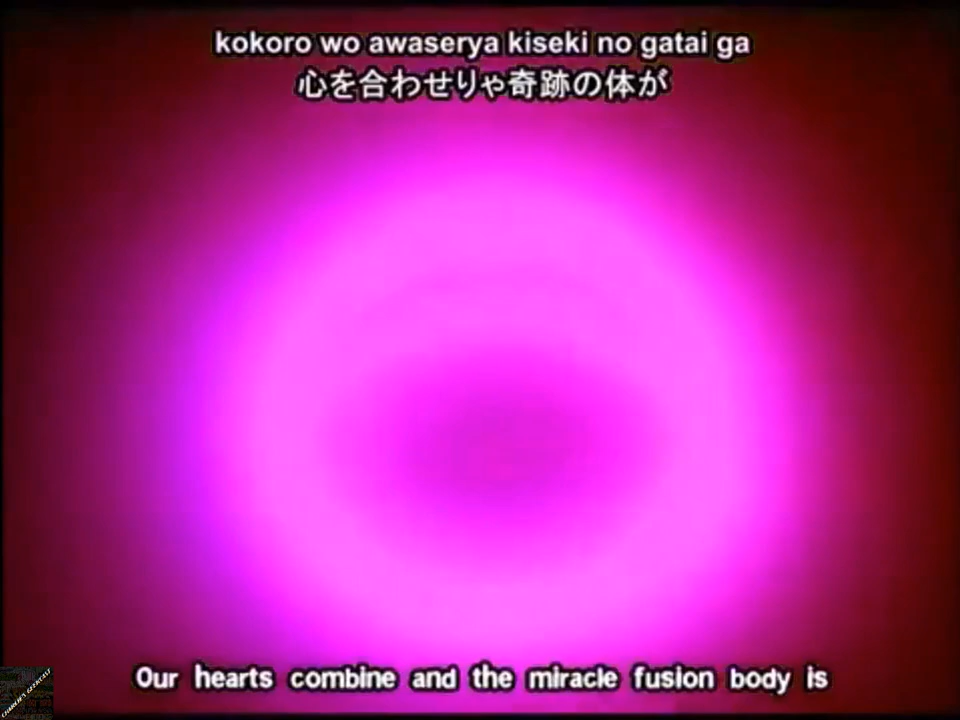 kokoro wo awaserya kiseki no gatai ga
心を合わせりゃ奇跡の体が
Our hearts combine and the miracle fusion body is